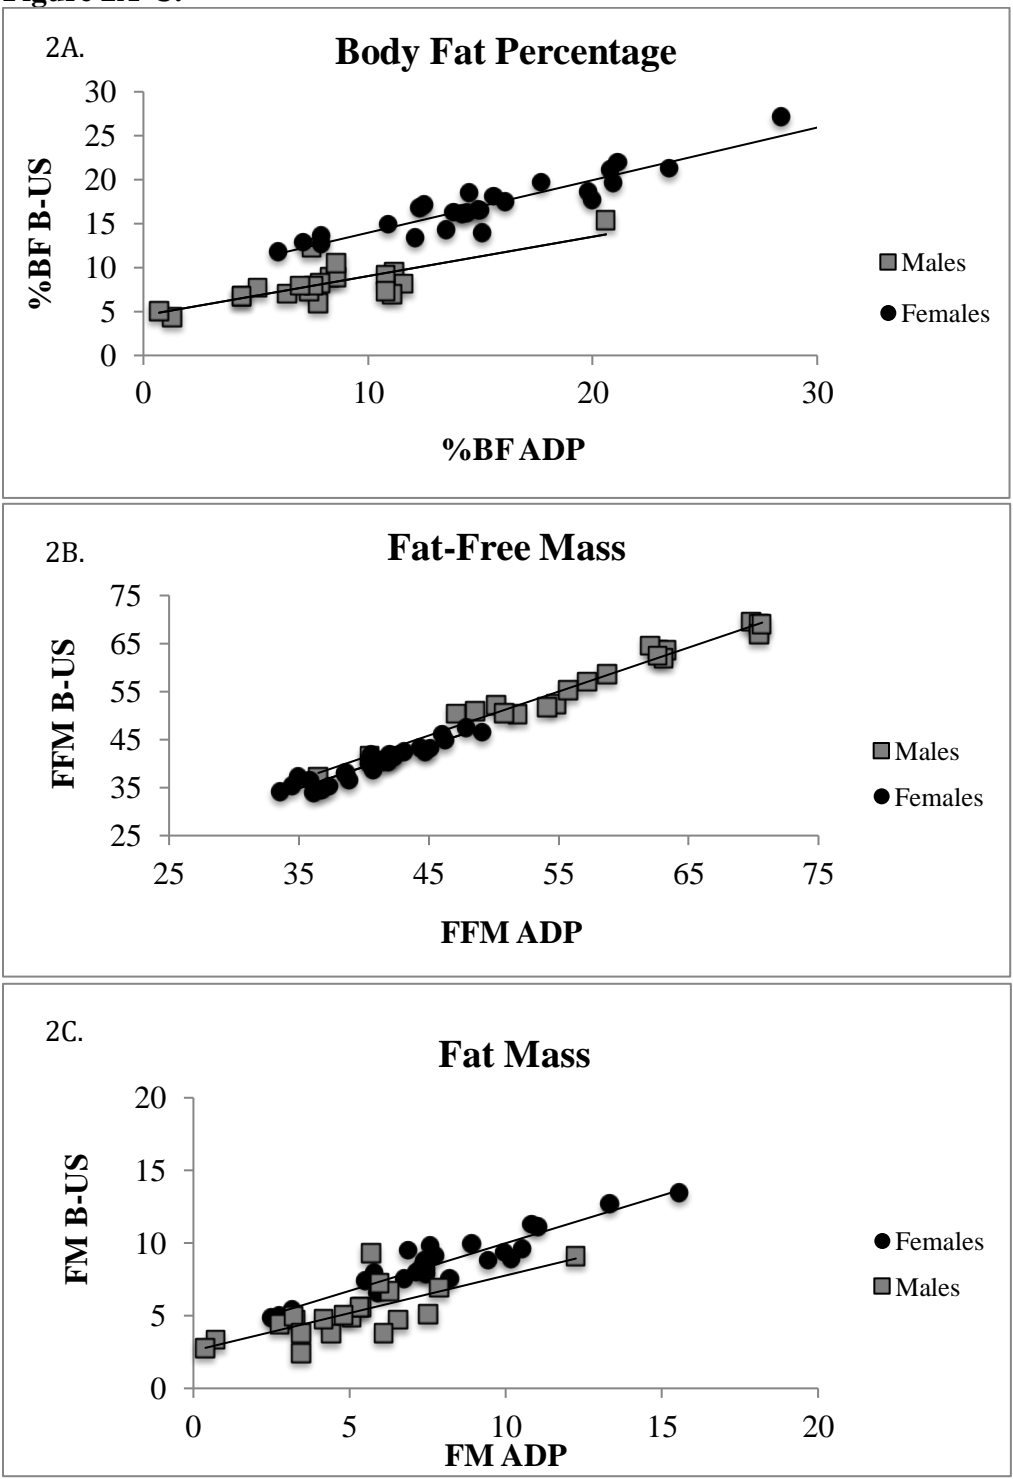 2A.
Body Fat Percentage
30
25
20
15
10
5
0
%BF B-US
0 10 20 30
%BF ADP
Males
Females
2B.
Fat-Free Mass
75
65
55
45
35
25
FFM B-US
25 35 45 55 65 75
FFM ADP
Males
Females
2C.
Fat Mass
20
15
10
5
0
FM B-US
0 5 10 15 20
FM ADP
Females
Males